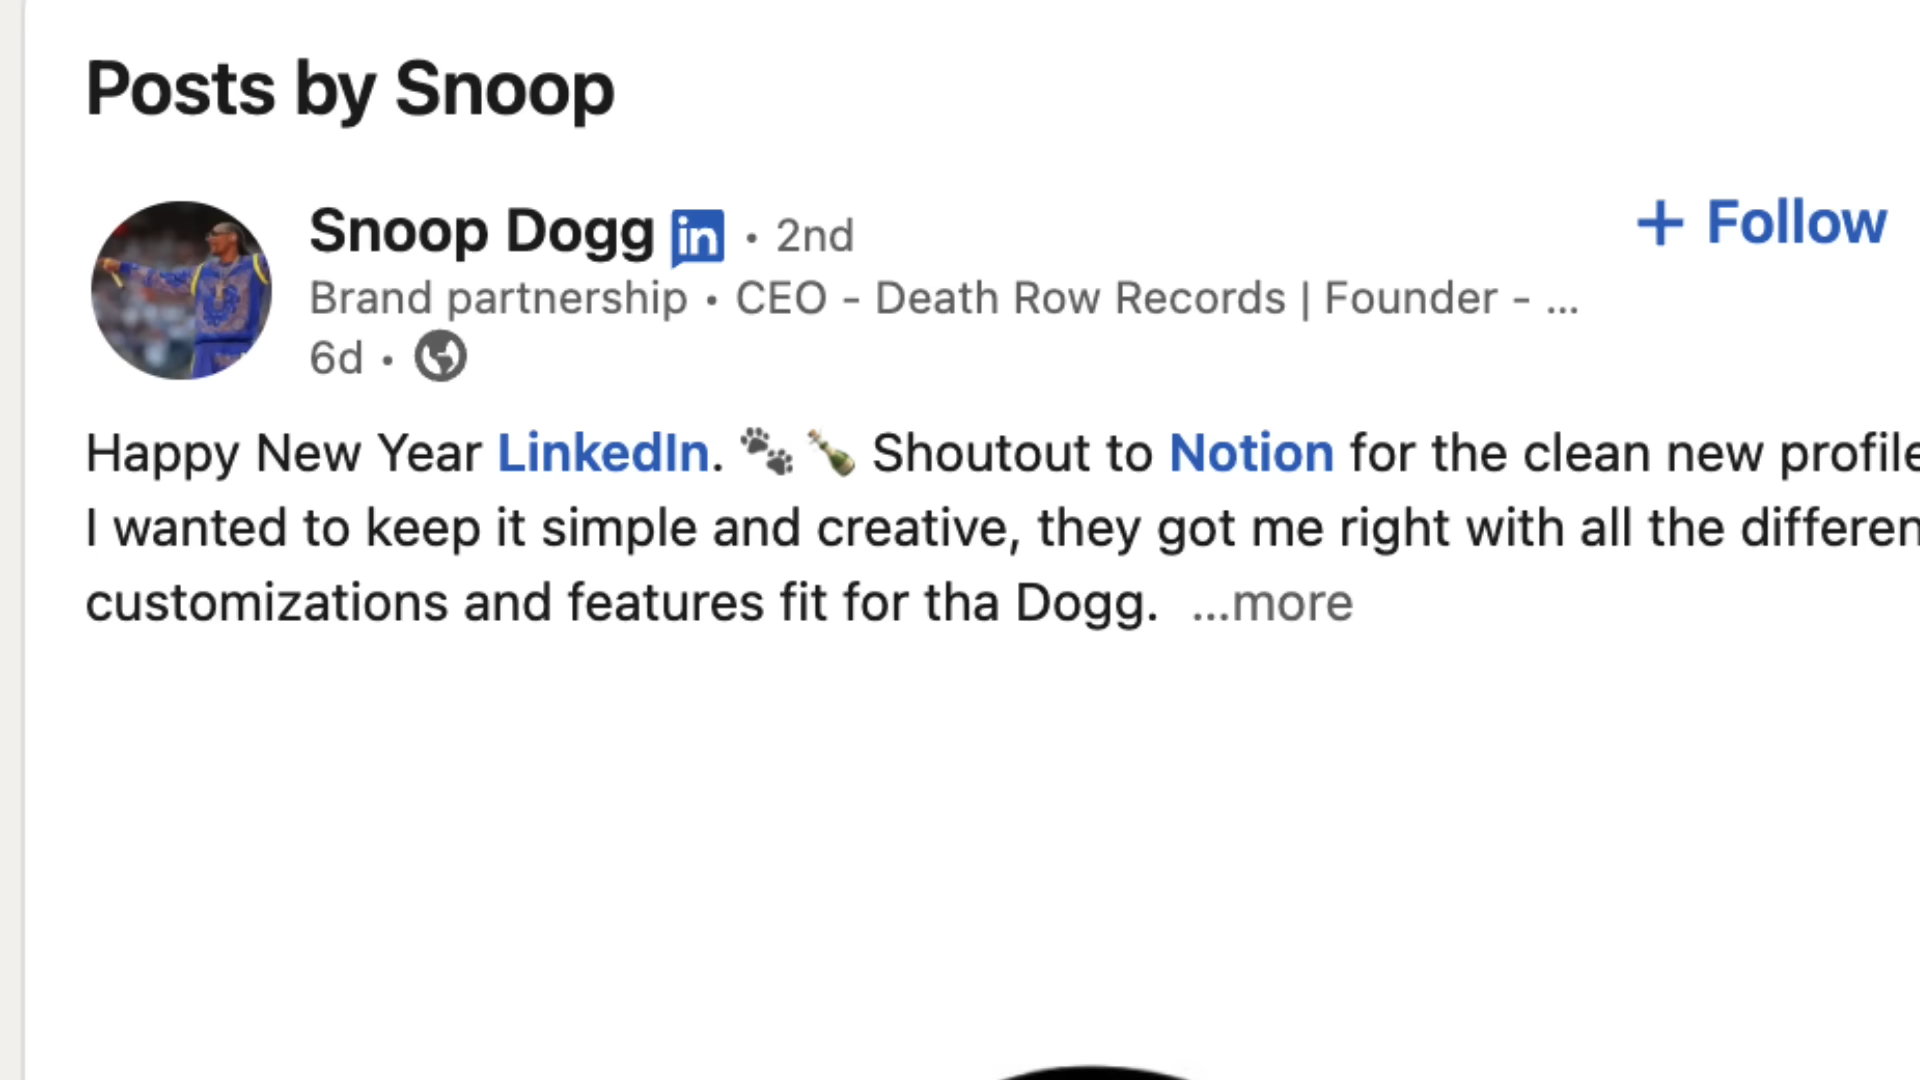 Posts by Snoop
Snoop Dogg in • 2nd
+ Follow
Brand partnership • CEO - Death Row Records | Founder - ...
6d •
Happy New Year LinkedIn. 🐾 🍾 Shoutout to Notion for the clean new profile
I wanted to keep it simple and creative, they got me right with all the differen
customizations and features fit for tha Dogg. ...more